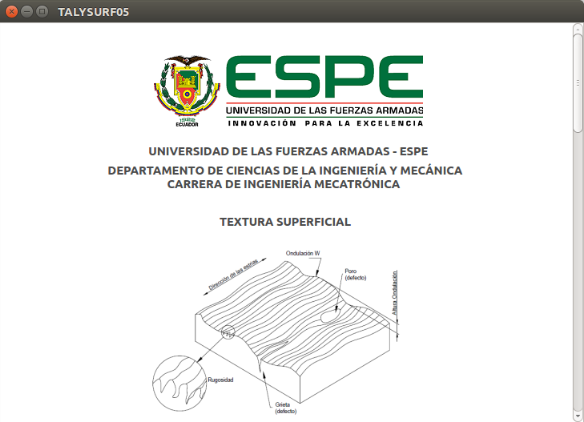 TALYSURF05
ESPE
UNIVERSIDAD DE LAS FUERZAS ARMADAS
INNOVACIÓN PARA LA EXCELENCIA
ESPE
ECUADOR
UNIVERSIDAD DE LAS FUERZAS ARMADAS - ESPE
DEPARTAMENTO DE CIENCIAS DE LA INGENIERÍA Y MECÁNICA
CARRERA DE INGENIERÍA MECATRÓNICA
TEXTURA SUPERFICIAL
Ondulación W
Dirección de las estrías
Poro
(defecto)
Altura Ondulación
Rugosidad
Grieta
(defecto)